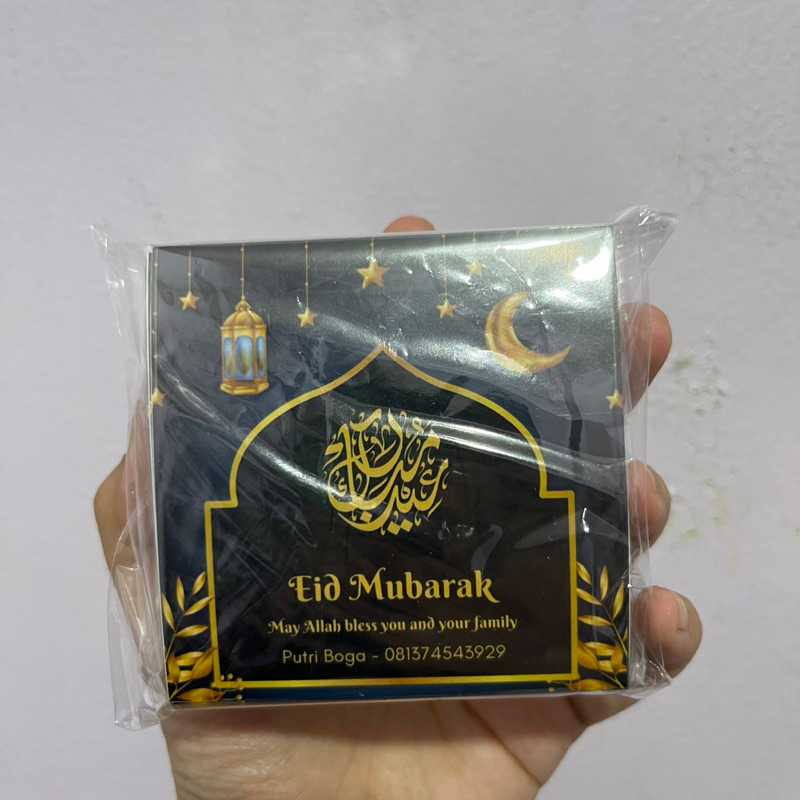 عيد مبارك
Eid Mubarak
May Allah bless you and your family
Putri Boga - 081374543929